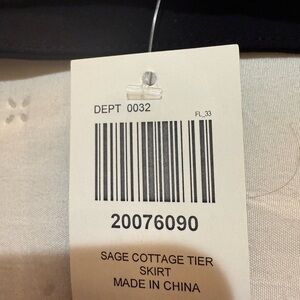 DEPT 0032
FL_33
20076090
SAGE COTTAGE TIER
SKIRT
MADE IN CHINA